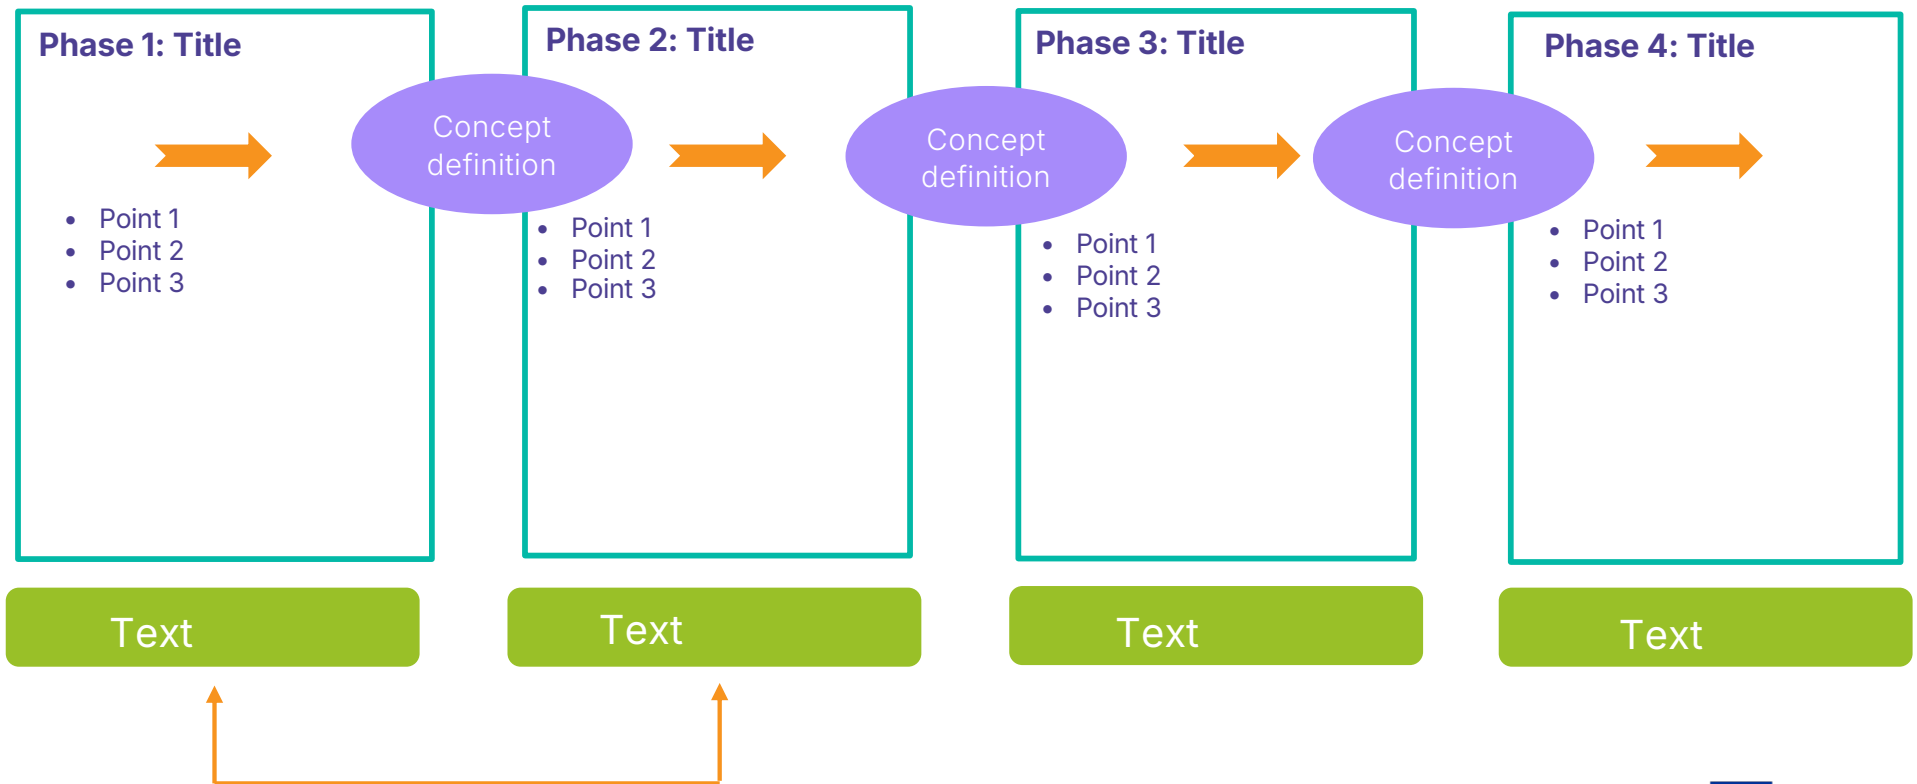 Phase 1: Title
Point 1
Point 2
Point 3
Text
Concept
definition
Phase 2: Title
Point 1
Point 2
Point 3
Text
Concept
definition
Phase 3: Title
Point 1
Point 2
Point 3
Text
Concept
definition
Phase 4: Title
Point 1
Point 2
Point 3
Text